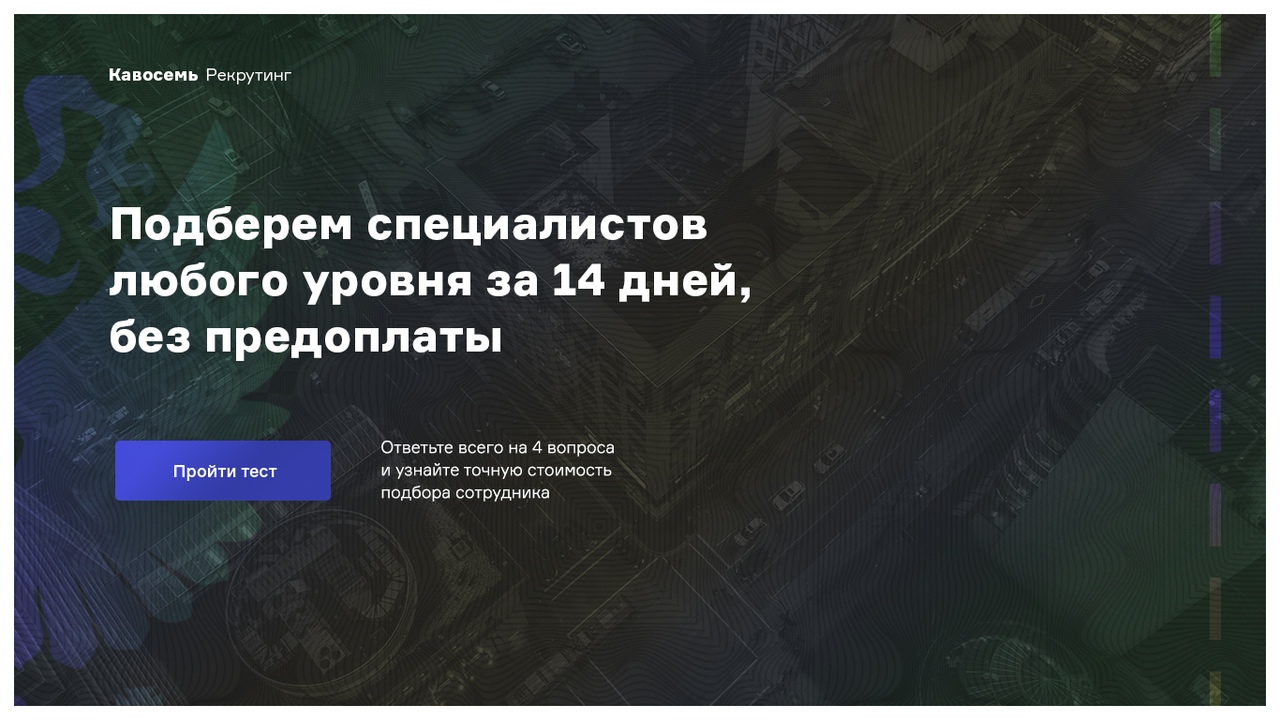 Кавосемь Рекрутинг
Подберем специалистов
любого уровня за 14 дней,
без предоплаты
Пройти тест
Ответьте всего на 4 вопроса
и узнайте точную стоимость
подбора сотрудника